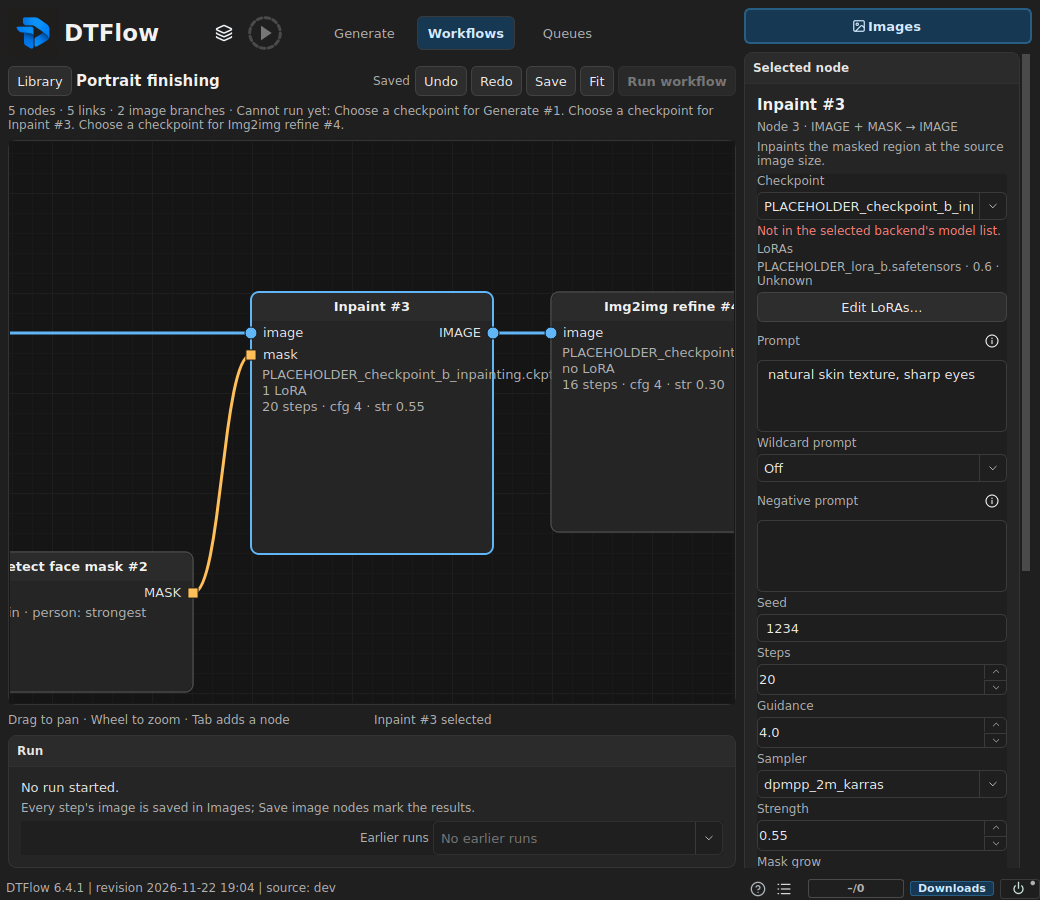 DTFlow
Generate
Workflows
Queues
Images
Library
Portrait finishing
Saved
Undo
Redo
Save
Fit
Run workflow
5 nodes · 5 links · 2 image branches · Cannot run yet: Choose a checkpoint for Generate #1. Choose a checkpoint for
Inpaint #3. Choose a checkpoint for Img2img refine #4.
Inpaint #3
image
IMAGE
mask
PLACEHOLDER_checkpoint_b_inpainting.ckpt
1 LoRA
20 steps · cfg 4 · str 0.55
Img2img refine #4
image
PLACEHOLDER_checkpoint
no LoRA
16 steps · cfg 4 · str 0.30
etect face mask #2
MASK
in · person: strongest
Drag to pan · Wheel to zoom · Tab adds a node
Inpaint #3 selected
Run
No run started.
Every step's image is saved in Images; Save image nodes mark the results.
Earlier runs
No earlier runs
Selected node
Inpaint #3
Node 3 · IMAGE + MASK → IMAGE
Inpaints the masked region at the source
image size.
Checkpoint
PLACEHOLDER_checkpoint_b_inp
Not in the selected backend's model list.
LoRAs
PLACEHOLDER_lora_b.safetensors · 0.6 ·
Unknown
Edit LoRAs...
Prompt
natural skin texture, sharp eyes
Wildcard prompt
Off
Negative prompt
Seed
1234
Steps
20
Guidance
4.0
Sampler
dpmpp_2m_karras
Strength
0.55
Mask grow
DTFlow 6.4.1 | revision 2026-11-22 19:04 | source: dev
–/0
Downloads